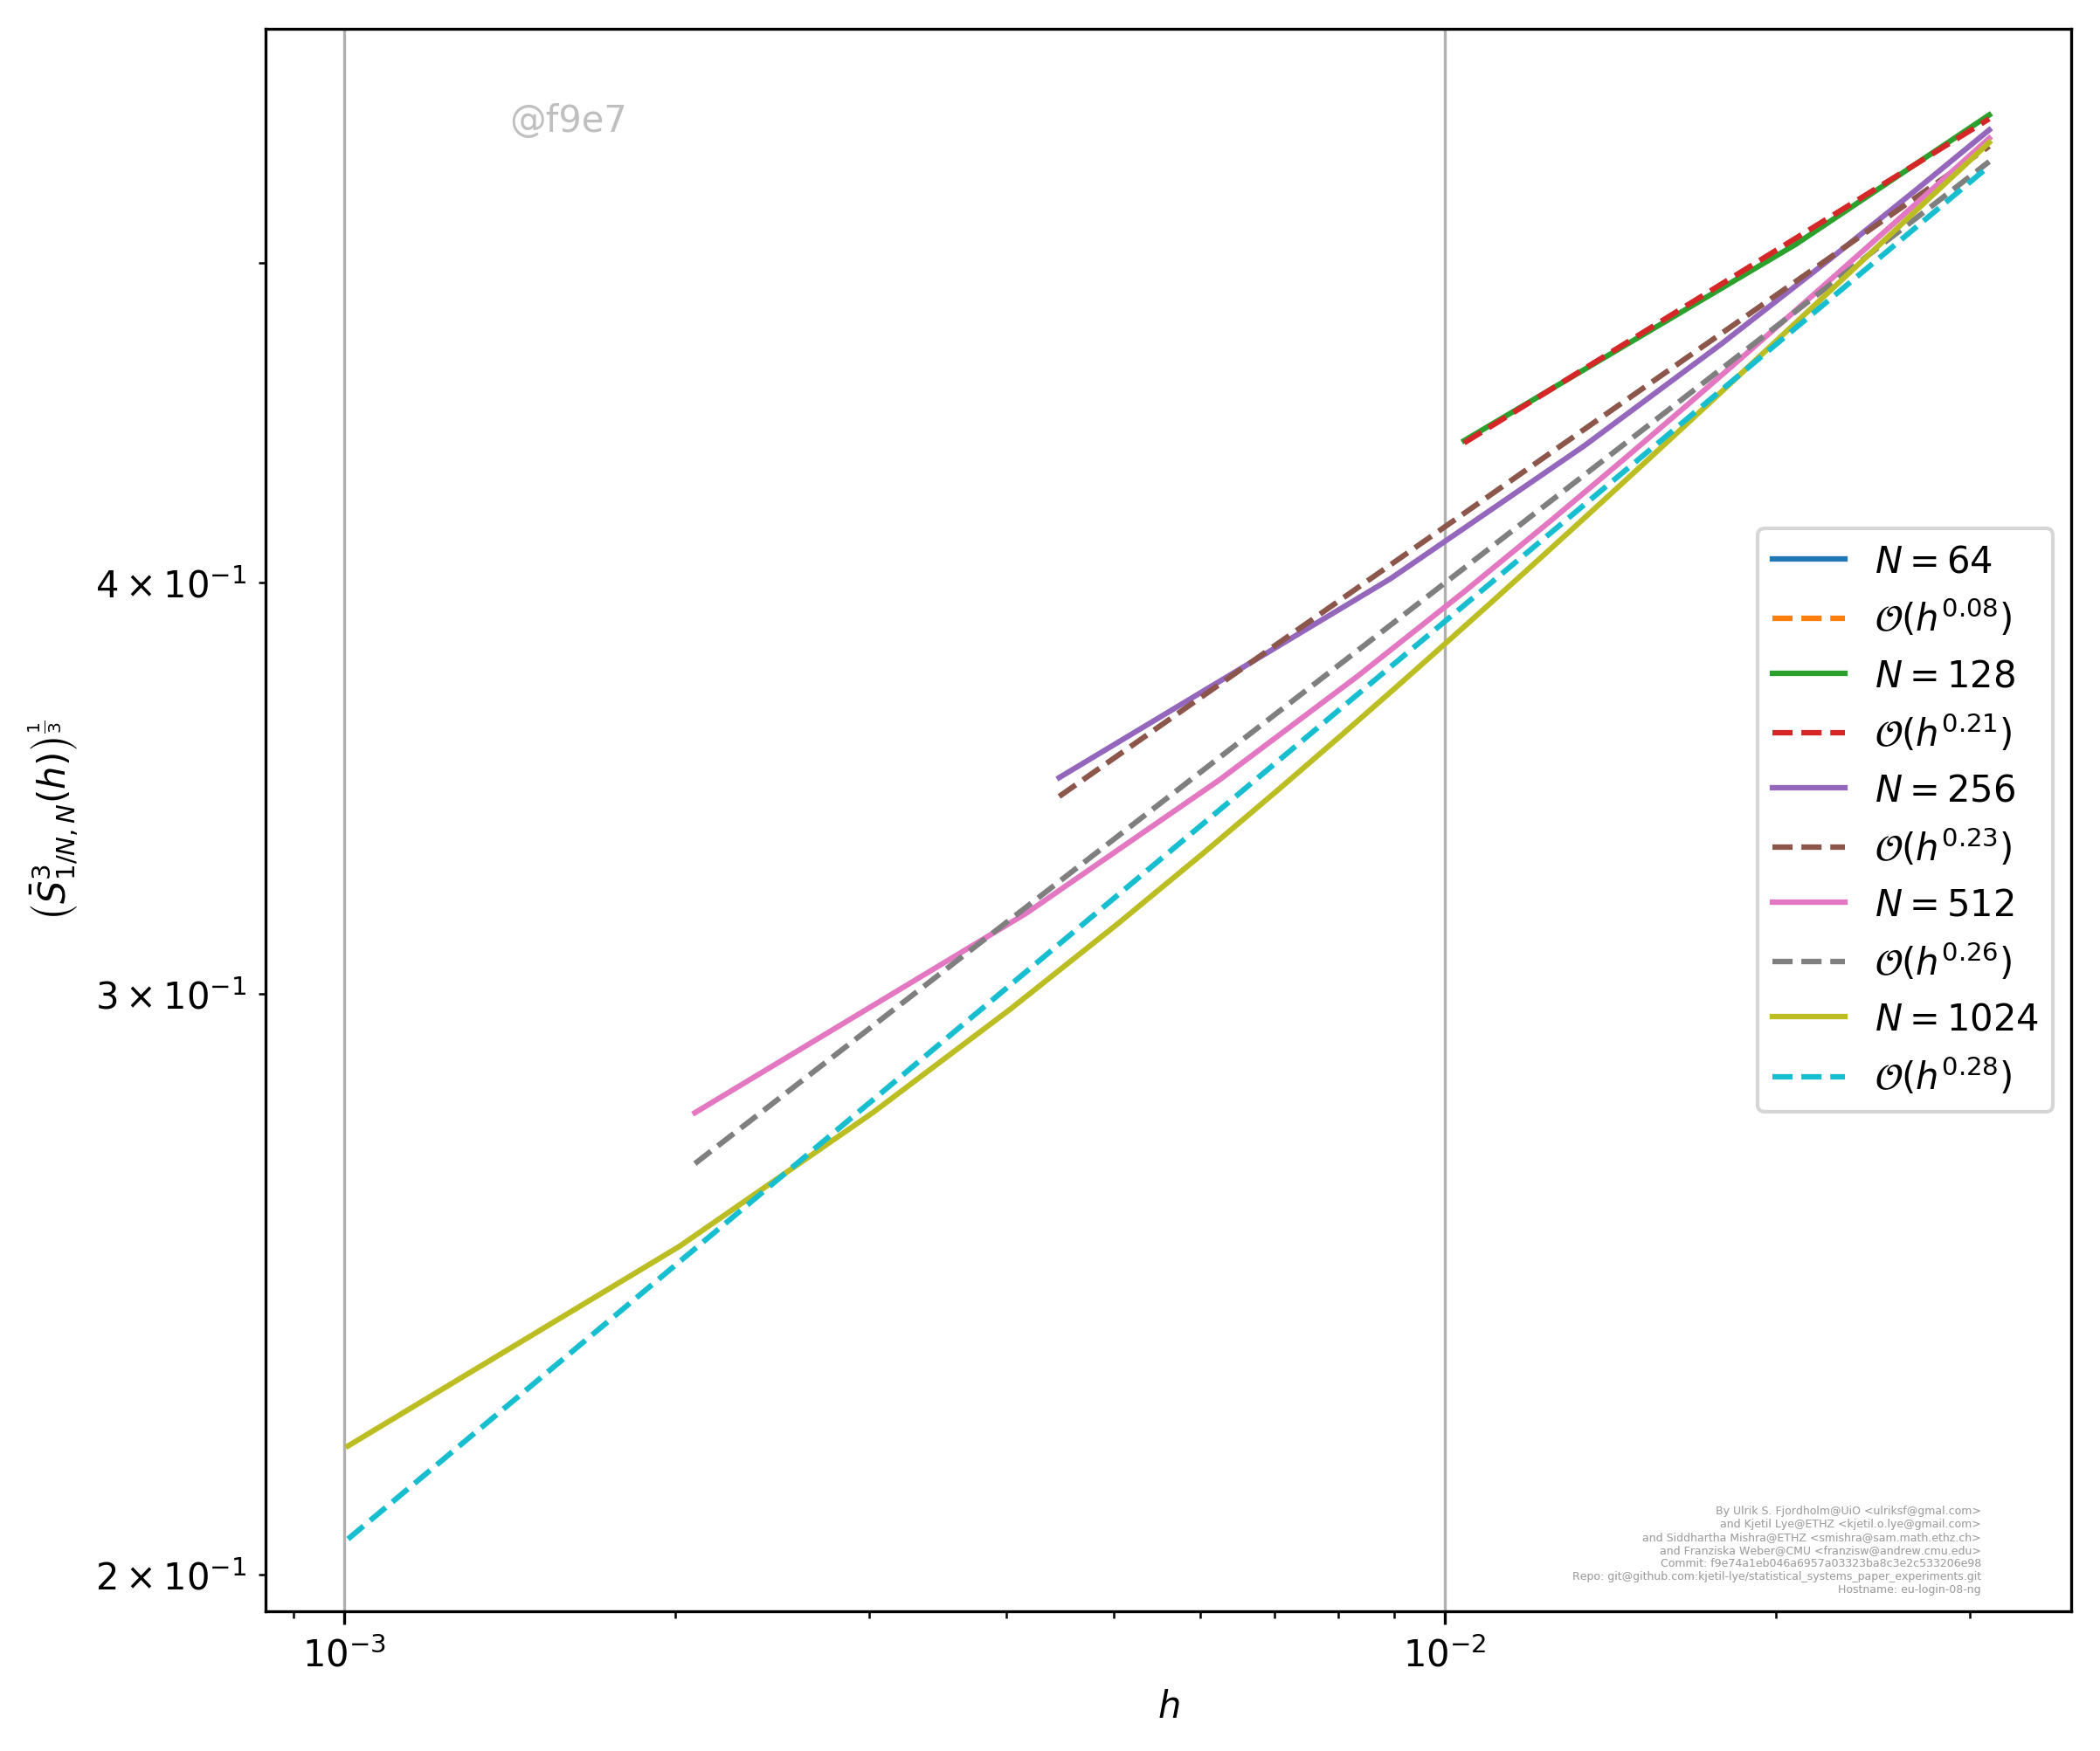 @f9e7
4 × 10⁻¹
3 × 10⁻¹
2 × 10⁻¹
(S̄³_{1/N, N}(h))^{1/3}
N = 64
𝒪(h^{0.08})
N = 128
𝒪(h^{0.21})
N = 256
𝒪(h^{0.23})
N = 512
𝒪(h^{0.26})
N = 1024
𝒪(h^{0.28})
By Ulrik S. Fjordholm@UiO <ulriksf@gmal.com>
and Kjetil Lye@ETHZ <kjetil.o.lye@gmail.com>
and Siddhartha Mishra@ETHZ <smishra@sam.math.ethz.ch>
and Franziska Weber@CMU <franzisw@andrew.cmu.edu>
Commit: f9e74a1eb046a6957a03323ba8c3e2c533206e98
Repo: git@github.com:kjetil-lye/statistical_systems_paper_experiments.git
Hostname: eu-login-08-ng
10⁻³
10⁻²
h